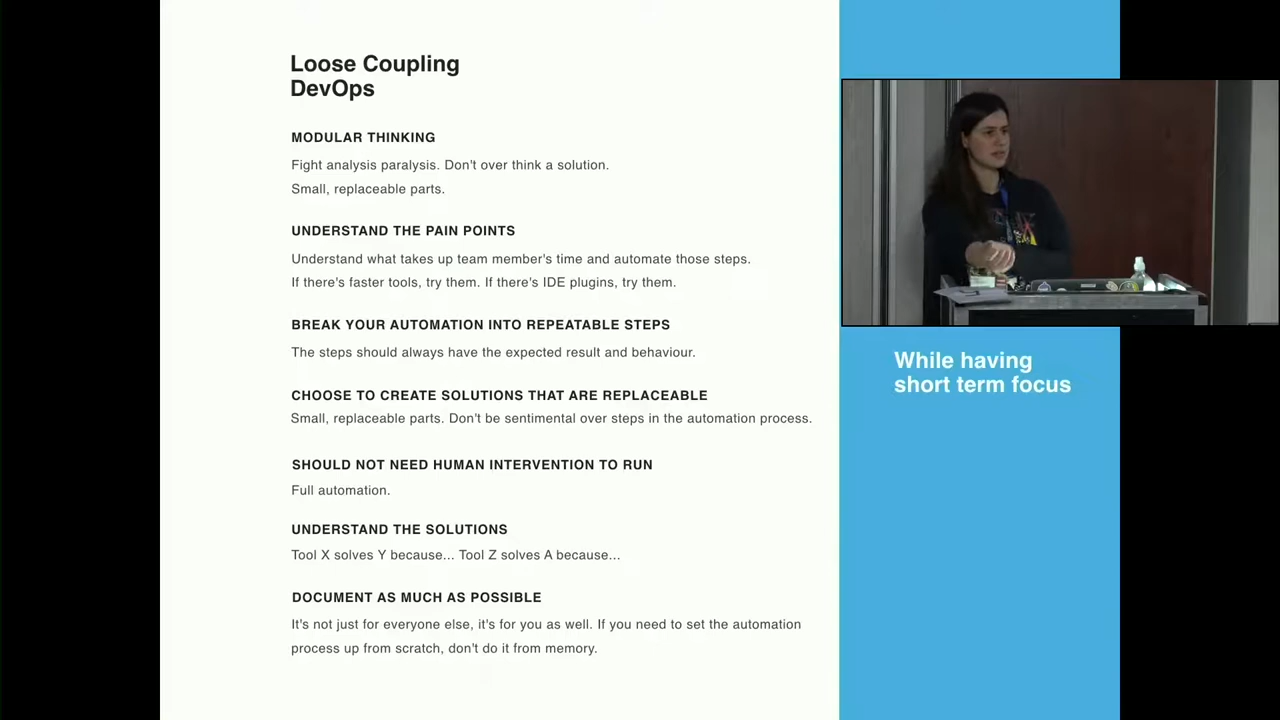 Loose Coupling
DevOps
MODULAR THINKING
Fight analysis paralysis. Don't over think a solution.
Small, replaceable parts.
UNDERSTAND THE PAIN POINTS
Understand what takes up team member's time and automate those steps.
If there's faster tools, try them. If there's IDE plugins, try them.
BREAK YOUR AUTOMATION INTO REPEATABLE STEPS
The steps should always have the expected result and behaviour.
CHOOSE TO CREATE SOLUTIONS THAT ARE REPLACEABLE
Small, replaceable parts. Don't be sentimental over steps in the automation process.
SHOULD NOT NEED HUMAN INTERVENTION TO RUN
Full automation.
UNDERSTAND THE SOLUTIONS
Tool X solves Y because... Tool Z solves A because...
DOCUMENT AS MUCH AS POSSIBLE
It's not just for everyone else, it's for you as well. If you need to set the automation
process up from scratch, don't do it from memory.
While having
short term focus